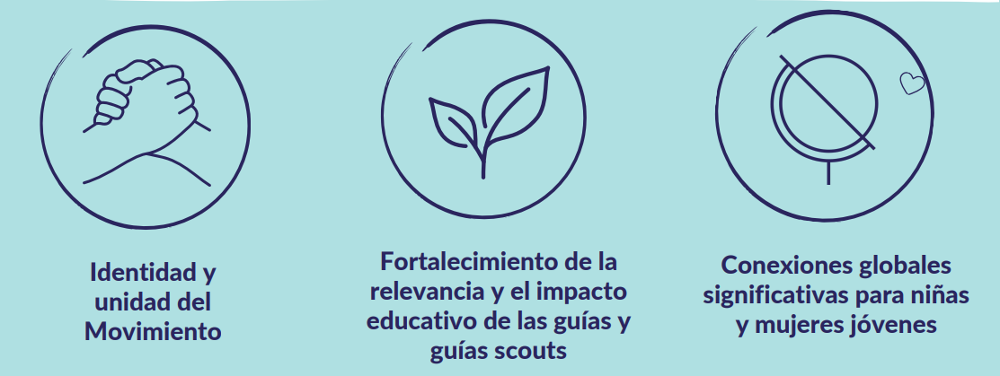 Identidad y
unidad del
Movimiento
Fortalecimiento de la
relevancia y el impacto
educativo de las guías y
guías scouts
Conexiones globales
significativas para niñas
y mujeres jóvenes